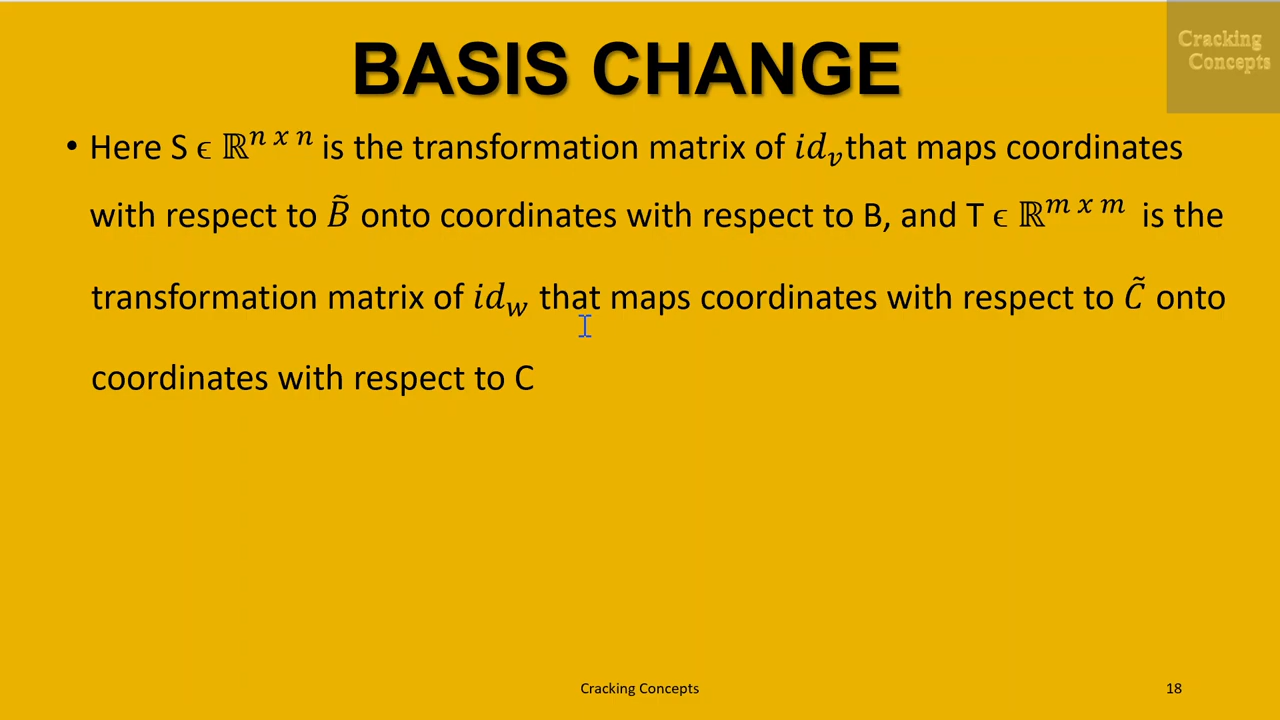 BASIS CHANGE
Cracking
Concepts
• Here S ϵ ℝ^{n x n} is the transformation matrix of id_v that maps coordinates
with respect to B̃ onto coordinates with respect to B, and T ϵ ℝ^{m x m} is the
transformation matrix of id_w that maps coordinates with respect to C̃ onto
coordinates with respect to C
Cracking Concepts
18